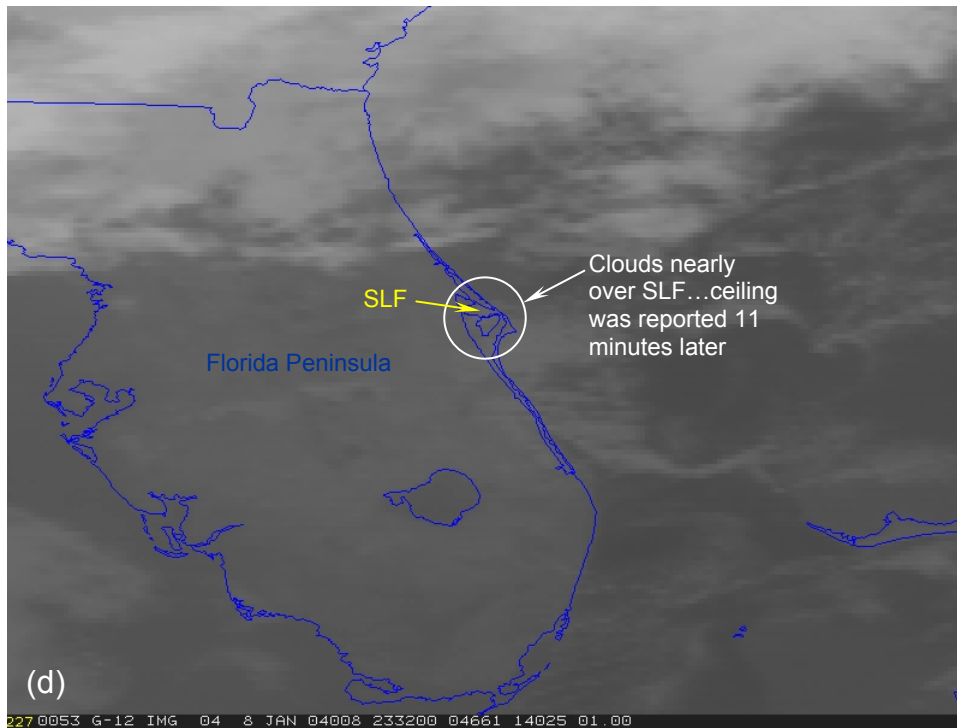 Clouds nearly
over SLF...ceiling
was reported 11
minutes later
SLF
Florida Peninsula
(d)
227 0053 G-12 IMG 04 8 JAN 04008 233200 04661 14025 01.00